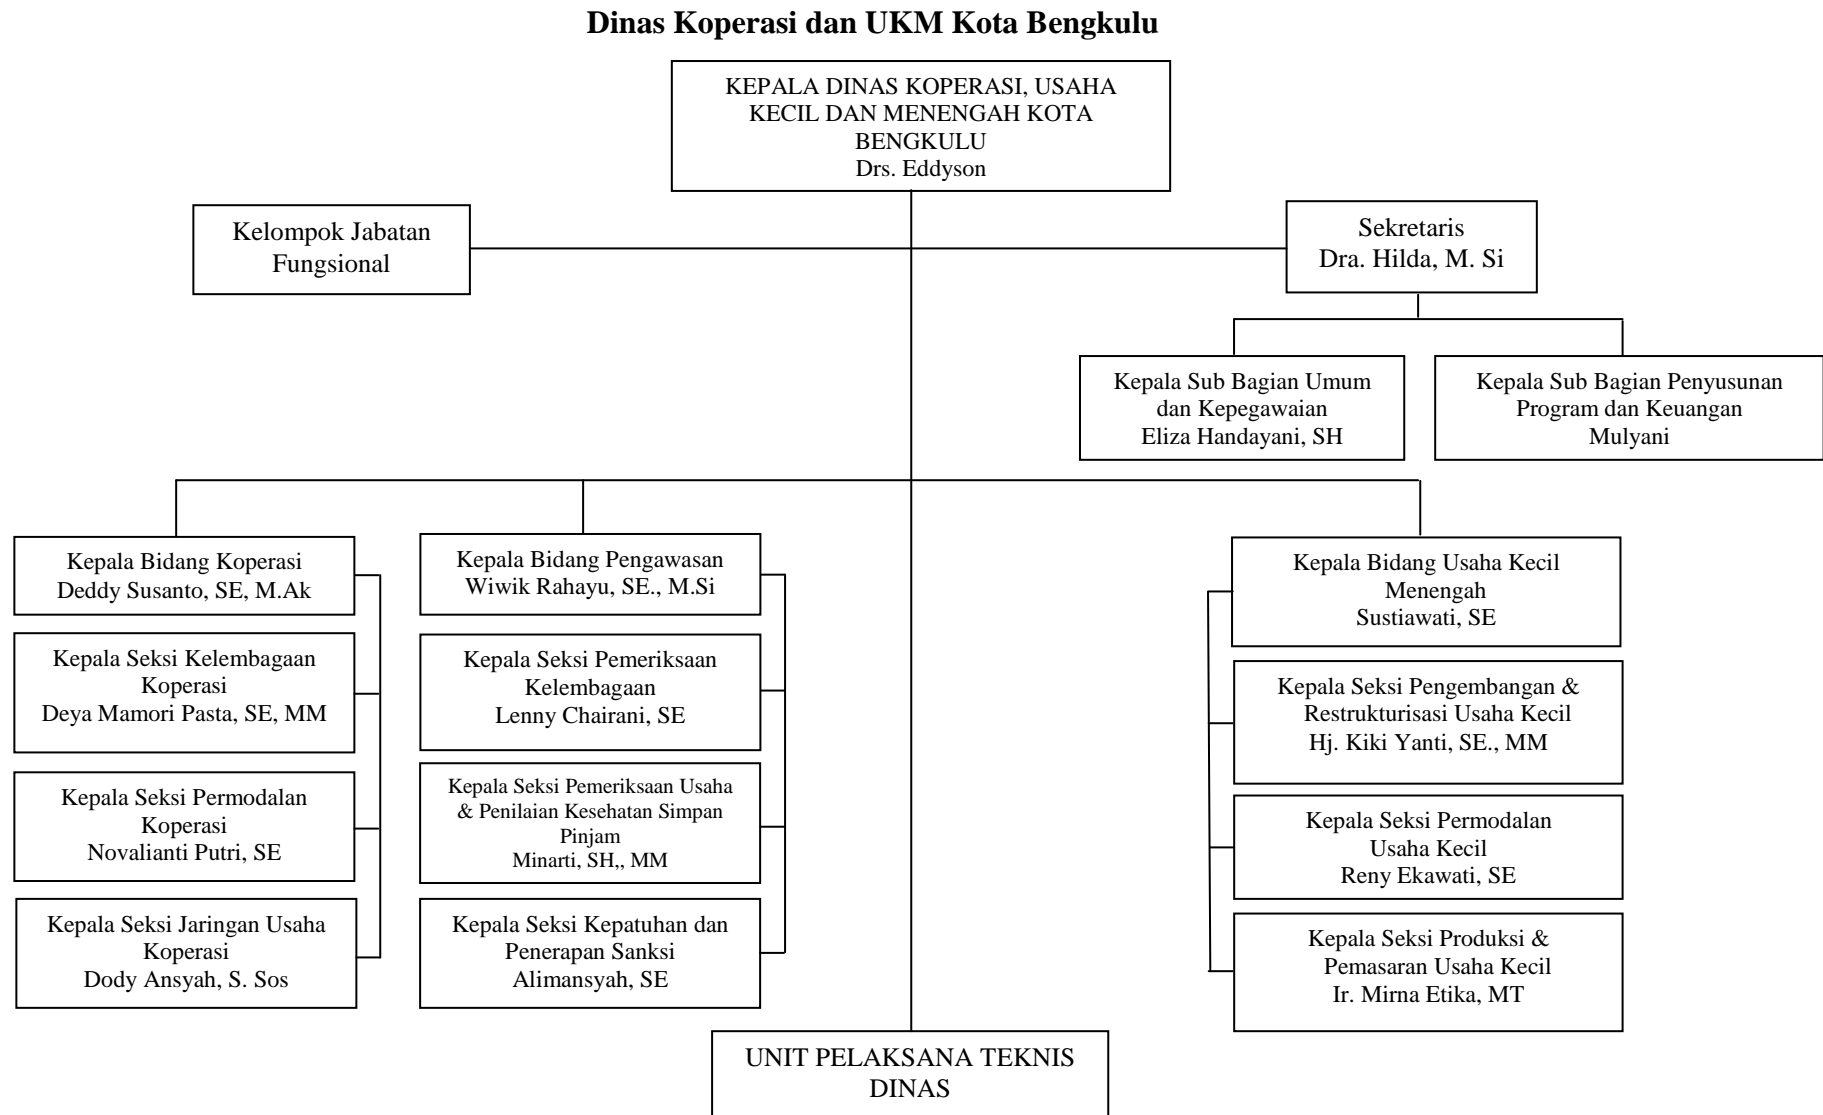 Dinas Koperasi dan UKM Kota Bengkulu
KEPALA DINAS KOPERASI, USAHA
KECIL DAN MENENGAH KOTA
BENGKULU
Drs. Eddyson
Kelompok Jabatan
Fungsional
Sekretaris
Dra. Hilda, M. Si
Kepala Sub Bagian Umum
dan Kepegawaian
Eliza Handayani, SH
Kepala Sub Bagian Penyusunan
Program dan Keuangan
Mulyani
Kepala Bidang Koperasi
Deddy Susanto, SE, M.Ak
Kepala Seksi Kelembagaan
Koperasi
Deya Mamori Pasta, SE, MM
Kepala Seksi Permodalan
Koperasi
Novalianti Putri, SE
Kepala Seksi Jaringan Usaha
Koperasi
Dody Ansyah, S. Sos
Kepala Bidang Pengawasan
Wiwik Rahayu, SE., M.Si
Kepala Seksi Pemeriksaan
Kelembagaan
Lenny Chairani, SE
Kepala Seksi Pemeriksaan Usaha
& Penilaian Kesehatan Simpan
Pinjam
Minarti, SH,, MM
Kepala Seksi Kepatuhan dan
Penerapan Sanksi
Alimansyah, SE
Kepala Bidang Usaha Kecil
Menengah
Sustiawati, SE
Kepala Seksi Pengembangan &
Restrukturisasi Usaha Kecil
Hj. Kiki Yanti, SE., MM
Kepala Seksi Permodalan
Usaha Kecil
Reny Ekawati, SE
Kepala Seksi Produksi &
Pemasaran Usaha Kecil
Ir. Mirna Etika, MT
UNIT PELAKSANA TEKNIS
DINAS